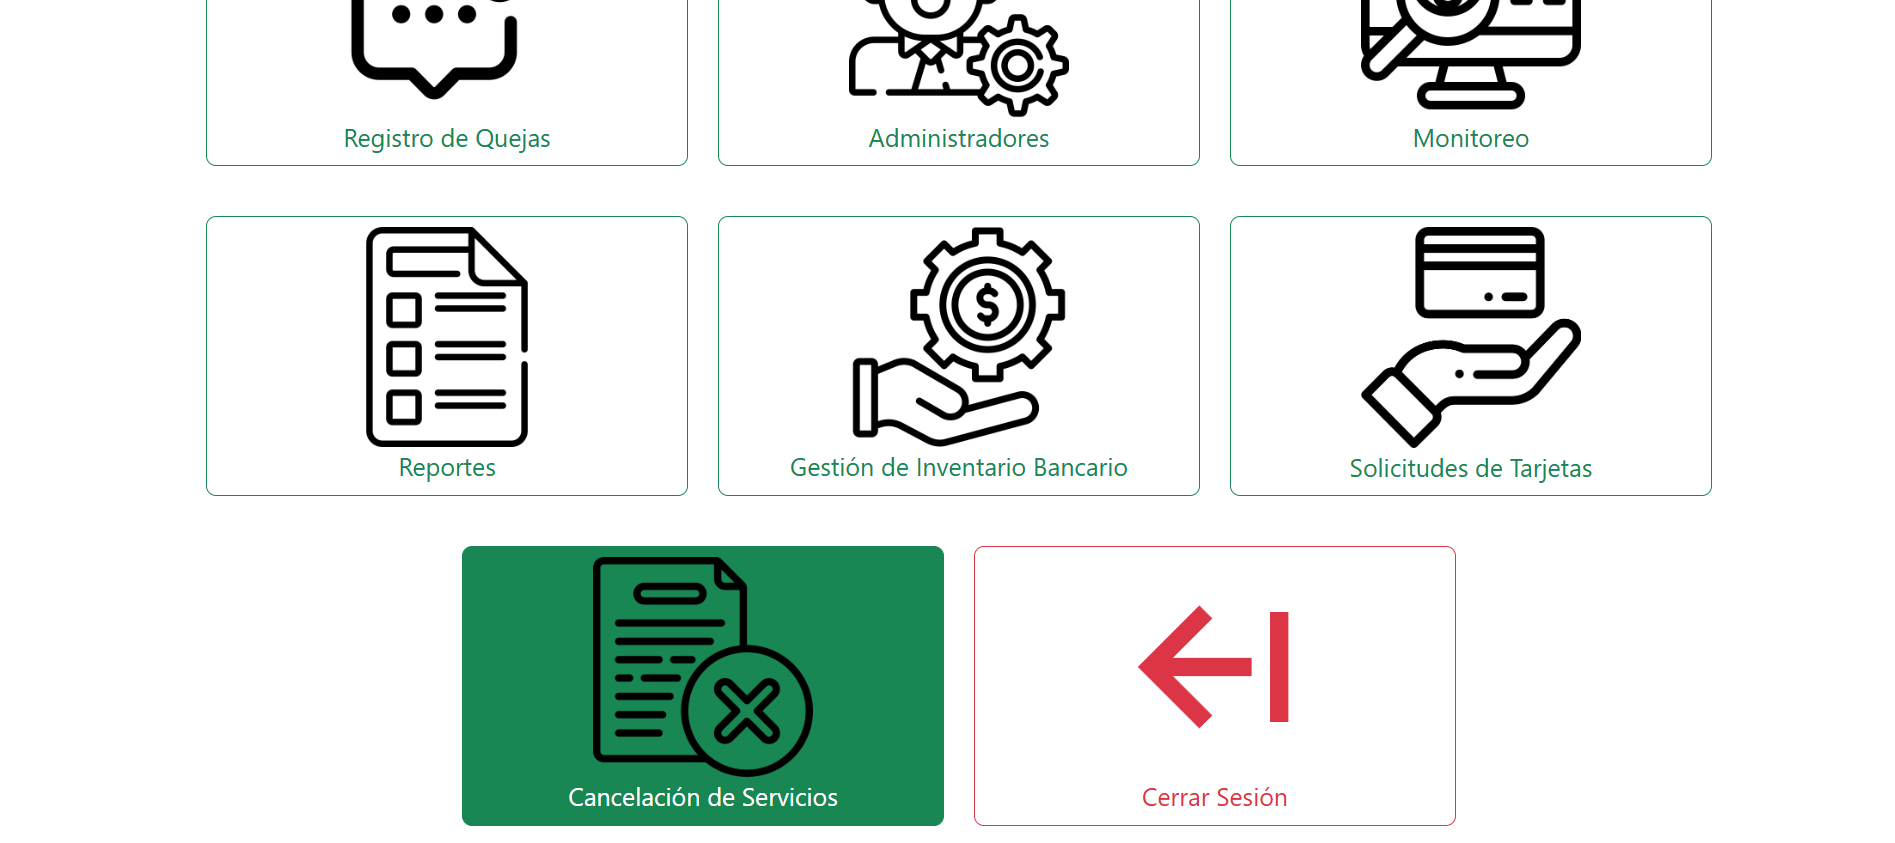 Registro de Quejas
Administradores
Monitoreo
Reportes
Gestión de Inventario Bancario
Solicitudes de Tarjetas
Cancelación de Servicios
Cerrar Sesión